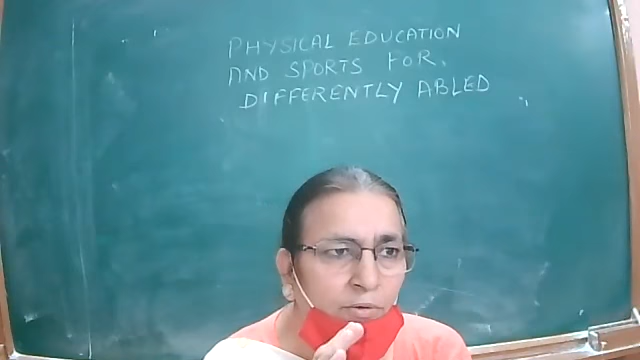 PHYSICAL EDUCATION
AND SPORTS FOR.
DIFFERENTLY ABLED